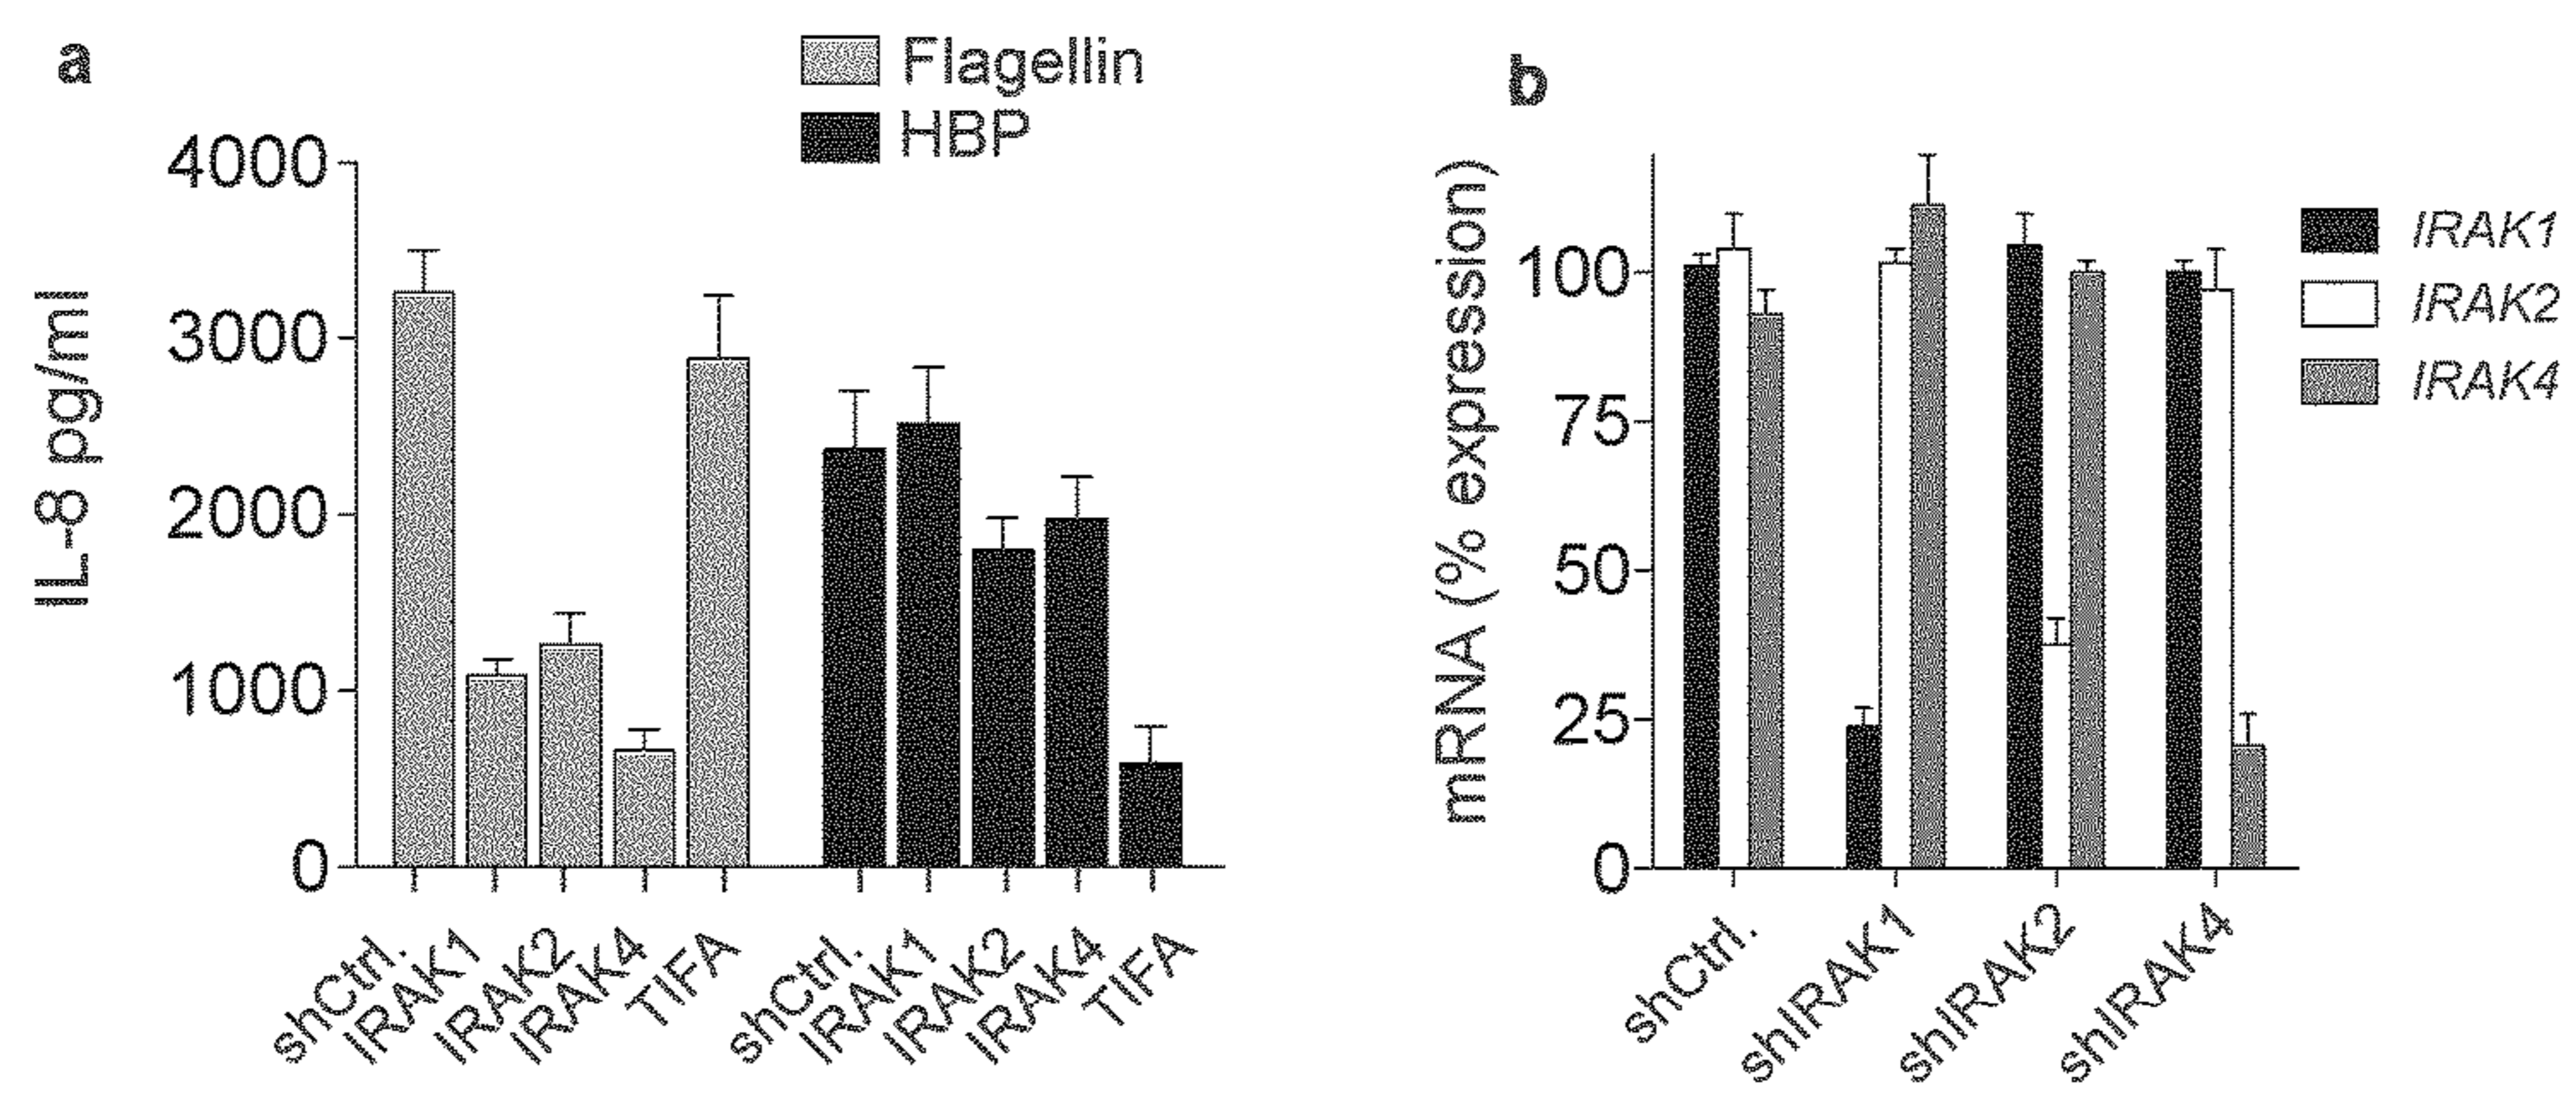 a
Flagellin
HBP
4000
3000
2000
1000
0
IL-8 pg/ml
shCtrl.
IRAK1
IRAK2
IRAK4
TIFA
shCtrl.
IRAK1
IRAK2
IRAK4
TIFA
b
mRNA (% expression)
100
75
50
25
0
IRAK1
IRAK2
IRAK4
shCtrl.
shIRAK1
shIRAK2
shIRAK4